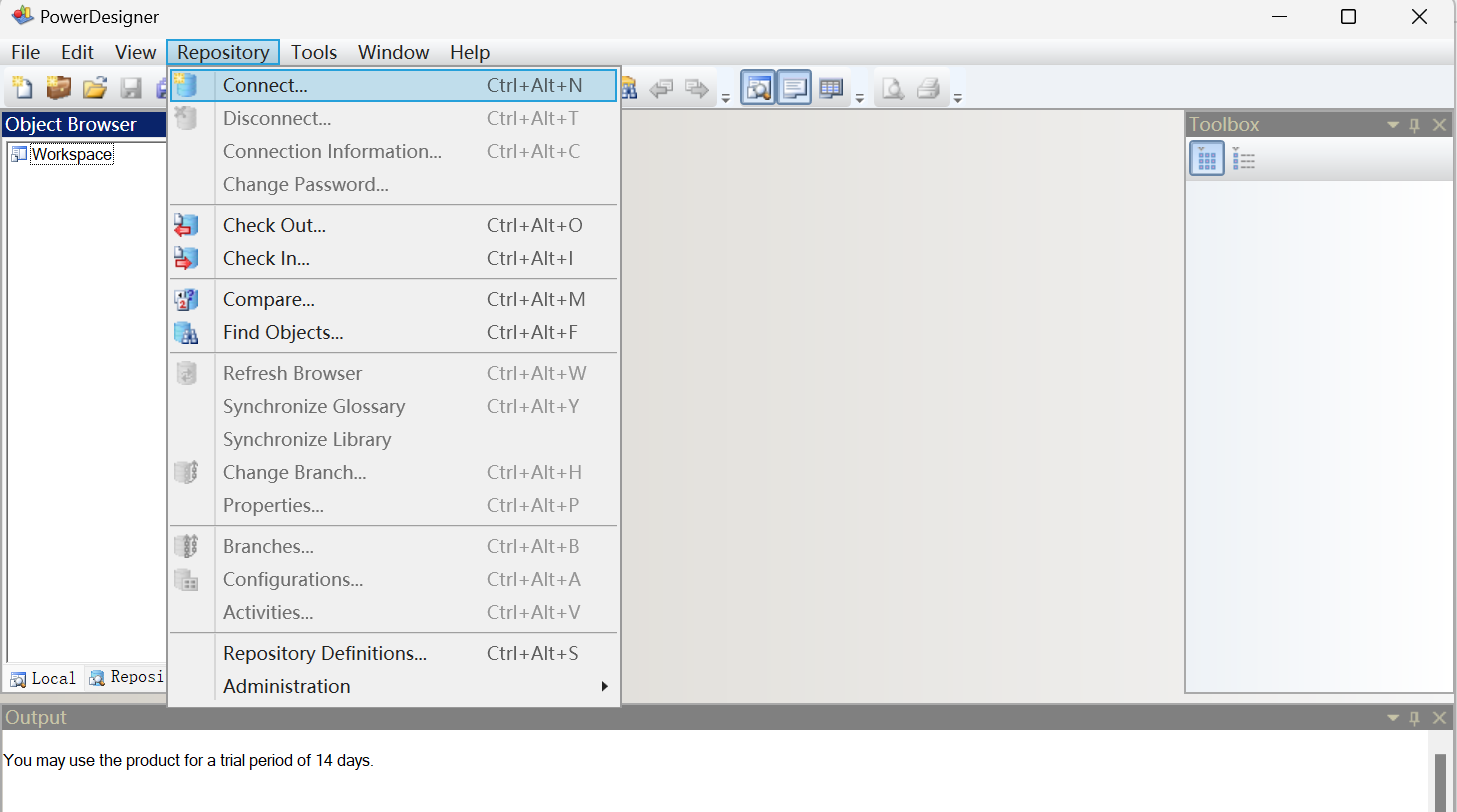 PowerDesigner
File Edit View Repository Tools Window Help
Connect... Ctrl+Alt+N
Disconnect... Ctrl+Alt+T
Connection Information... Ctrl+Alt+C
Change Password...
Check Out... Ctrl+Alt+O
Check In... Ctrl+Alt+I
Compare... Ctrl+Alt+M
Find Objects... Ctrl+Alt+F
Refresh Browser Ctrl+Alt+W
Synchronize Glossary Ctrl+Alt+Y
Synchronize Library
Change Branch... Ctrl+Alt+H
Properties... Ctrl+Alt+P
Branches... Ctrl+Alt+B
Configurations... Ctrl+Alt+A
Activities... Ctrl+Alt+V
Repository Definitions... Ctrl+Alt+S
Administration
Object Browser
Workspace
Local Reposi
Toolbox
Output
You may use the product for a trial period of 14 days.